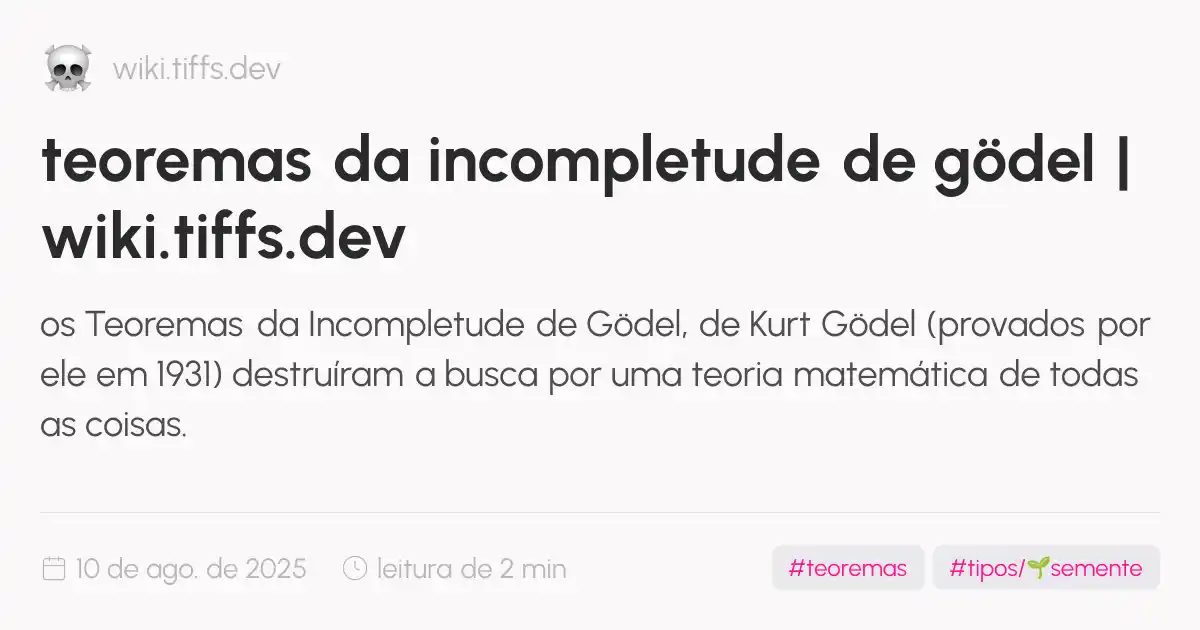 wiki.tiffs.dev
teoremas da incompletude de gödel |
wiki.tiffs.dev
os Teoremas da Incompletude de Gödel, de Kurt Gödel (provados por
ele em 1931) destruíram a busca por uma teoria matemática de todas
as coisas.
10 de ago. de 2025 leitura de 2 min #teoremas #tipos/🌱semente